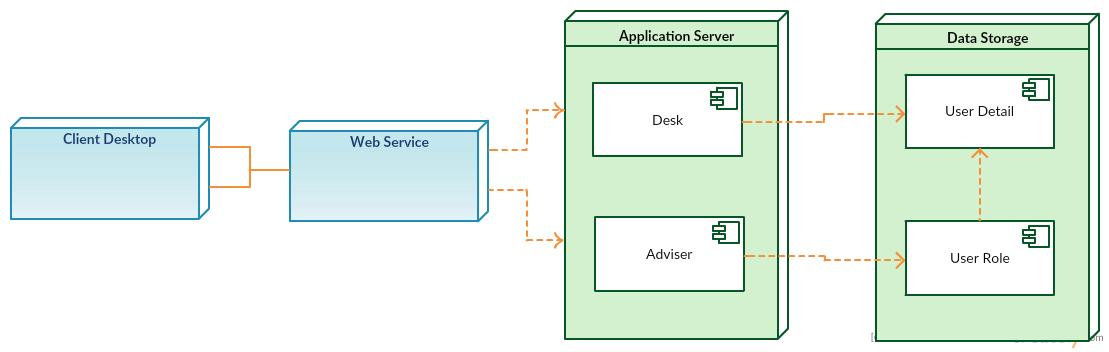 Application Server
Data Storage
Client Desktop
Web Service
Desk
User Detail
Adviser
User Role